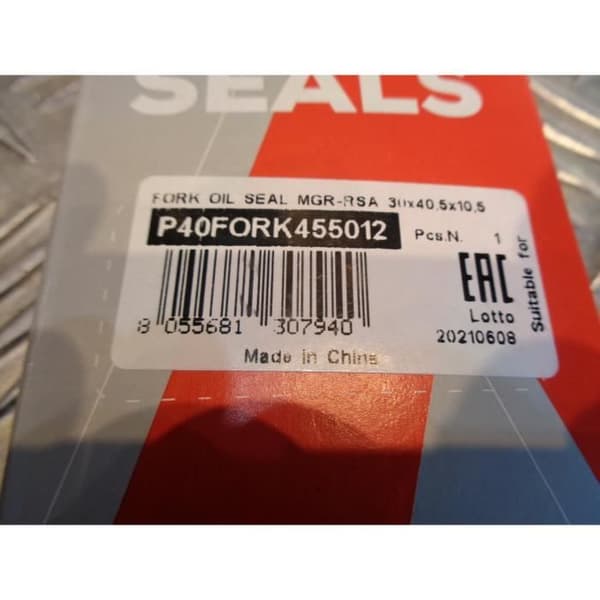 SEALS
FORK OIL SEAL MGR-RSA 30x40,5x10,5
P40FORK455012
Pcs.N. 1
EAC
Suitable for
Lotto
20210608
8 055681 307940
Made in China